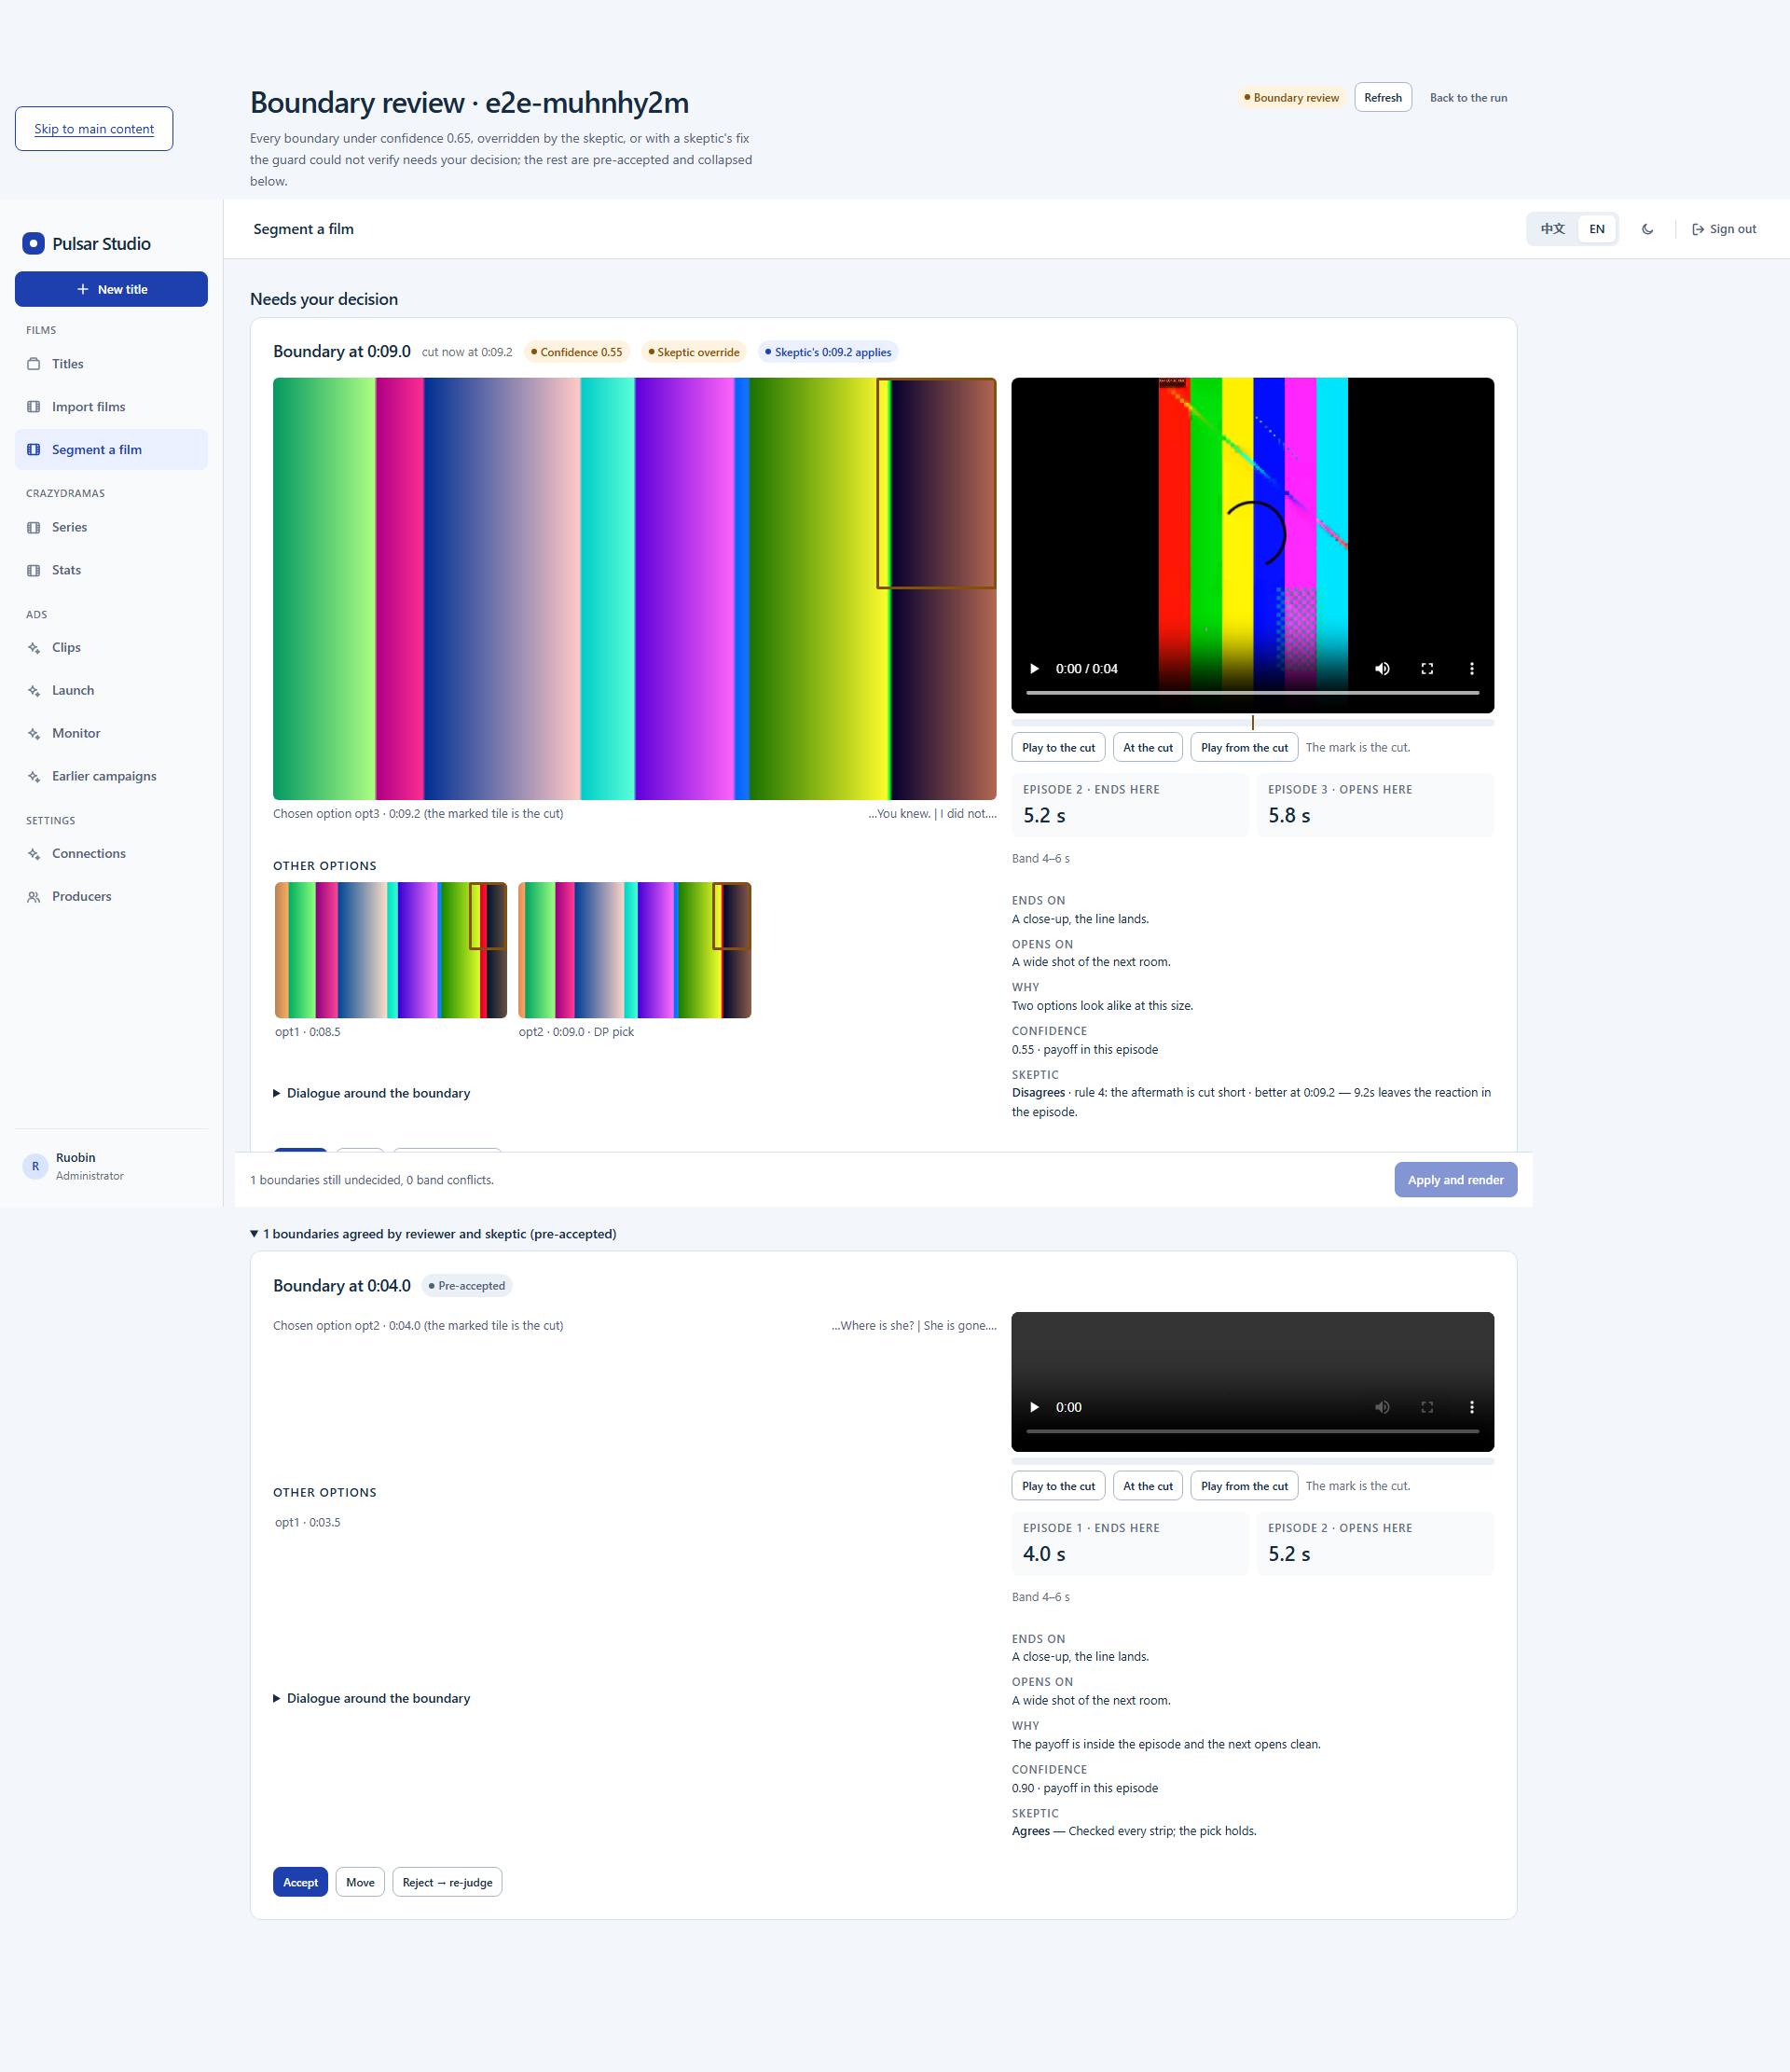 Skip to main content
Boundary review · e2e-muhnhy2m
Every boundary under confidence 0.65, overridden by the skeptic, or with a skeptic's fix
the guard could not verify needs your decision; the rest are pre-accepted and collapsed
below.
Boundary review
Refresh
Back to the run
Pulsar Studio
New title
FILMS
Titles
Import films
Segment a film
CRAZYDRAMAS
Series
Stats
ADS
Clips
Launch
Monitor
Earlier campaigns
SETTINGS
Connections
Producers
R
Ruobin
Administrator
Segment a film
中文
EN
Sign out
Needs your decision
Boundary at 0:09.0
cut now at 0:09.2
Confidence 0.55
Skeptic override
Skeptic's 0:09.2 applies
Chosen option opt3 · 0:09.2 (the marked tile is the cut)
...You knew. | I did not....
OTHER OPTIONS
opt1 · 0:08.5
opt2 · 0:09.0 · DP pick
Dialogue around the boundary
0:00 / 0:04
Play to the cut
At the cut
Play from the cut
The mark is the cut.
EPISODE 2 · ENDS HERE
5.2 s
EPISODE 3 · OPENS HERE
5.8 s
Band 4–6 s
ENDS ON
A close-up, the line lands.
OPENS ON
A wide shot of the next room.
WHY
Two options look alike at this size.
CONFIDENCE
0.55 · payoff in this episode
SKEPTIC
Disagrees · rule 4: the aftermath is cut short · better at 0:09.2 — 9.2s leaves the reaction in
the episode.
1 boundaries still undecided, 0 band conflicts.
Apply and render
1 boundaries agreed by reviewer and skeptic (pre-accepted)
Boundary at 0:04.0
Pre-accepted
Chosen option opt2 · 0:04.0 (the marked tile is the cut)
...Where is she? | She is gone....
OTHER OPTIONS
opt1 · 0:03.5
Dialogue around the boundary
0:00
Play to the cut
At the cut
Play from the cut
The mark is the cut.
EPISODE 1 · ENDS HERE
4.0 s
EPISODE 2 · OPENS HERE
5.2 s
Band 4–6 s
ENDS ON
A close-up, the line lands.
OPENS ON
A wide shot of the next room.
WHY
The payoff is inside the episode and the next opens clean.
CONFIDENCE
0.90 · payoff in this episode
SKEPTIC
Agrees — Checked every strip; the pick holds.
Accept
Move
Reject → re-judge